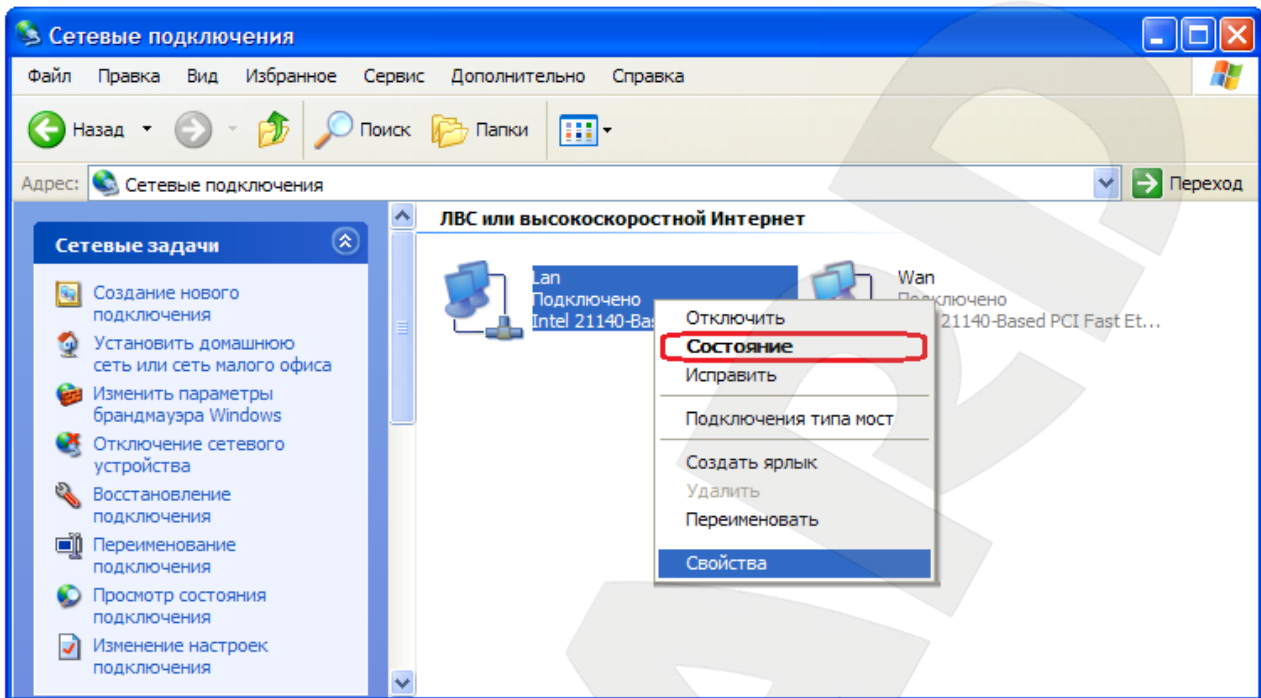 Сетевые подключения
Файл Правка Вид Избранное Сервис Дополнительно Справка
Назад Поиск Папки
Адрес: Сетевые подключения Переход
Сетевые задачи
Создание нового
подключения
Установить домашнюю
сеть или сеть малого офиса
Изменить параметры
брандмауэра Windows
Отключение сетевого
устройства
Восстановление
подключения
Переименование
подключения
Просмотр состояния
подключения
Изменение настроек
подключения
ЛВС или высокоскоростной Интернет
Lan
Подключено
Intel 21140-Ba
Wan
Подключено
21140-Based PCI Fast Et...
Отключить
Состояние
Исправить
Подключения типа мост
Создать ярлык
Удалить
Переименовать
Свойства